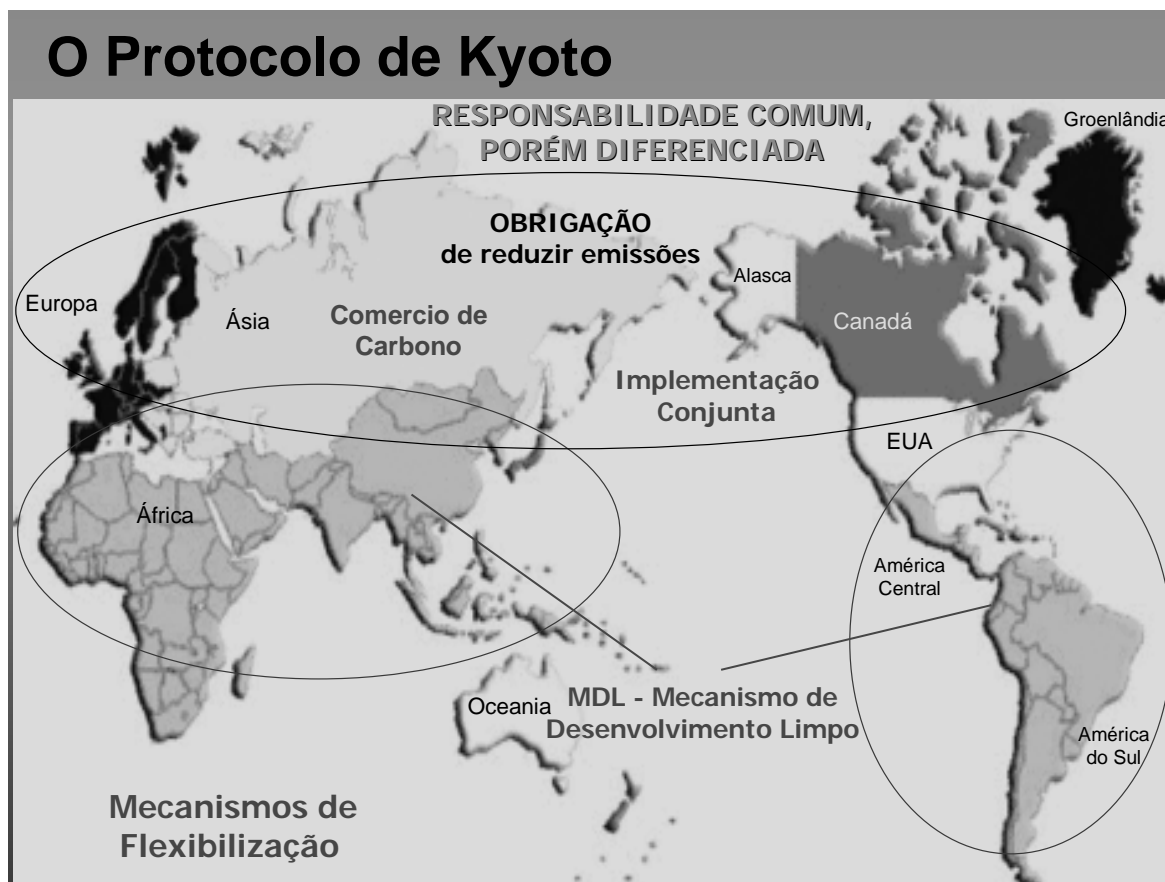 O Protocolo de Kyoto
RESPONSABILIDADE COMUM,
PORÉM DIFERENCIADA
Groenlândia
OBRIGAÇÃO
de reduzir emissões
Alasca
Europa
Ásia
Comercio de
Carbono
Canadá
Implementação
Conjunta
EUA
África
América
Central
Oceania
MDL - Mecanismo de
Desenvolvimento Limpo
América
do Sul
Mecanismos de
Flexibilização